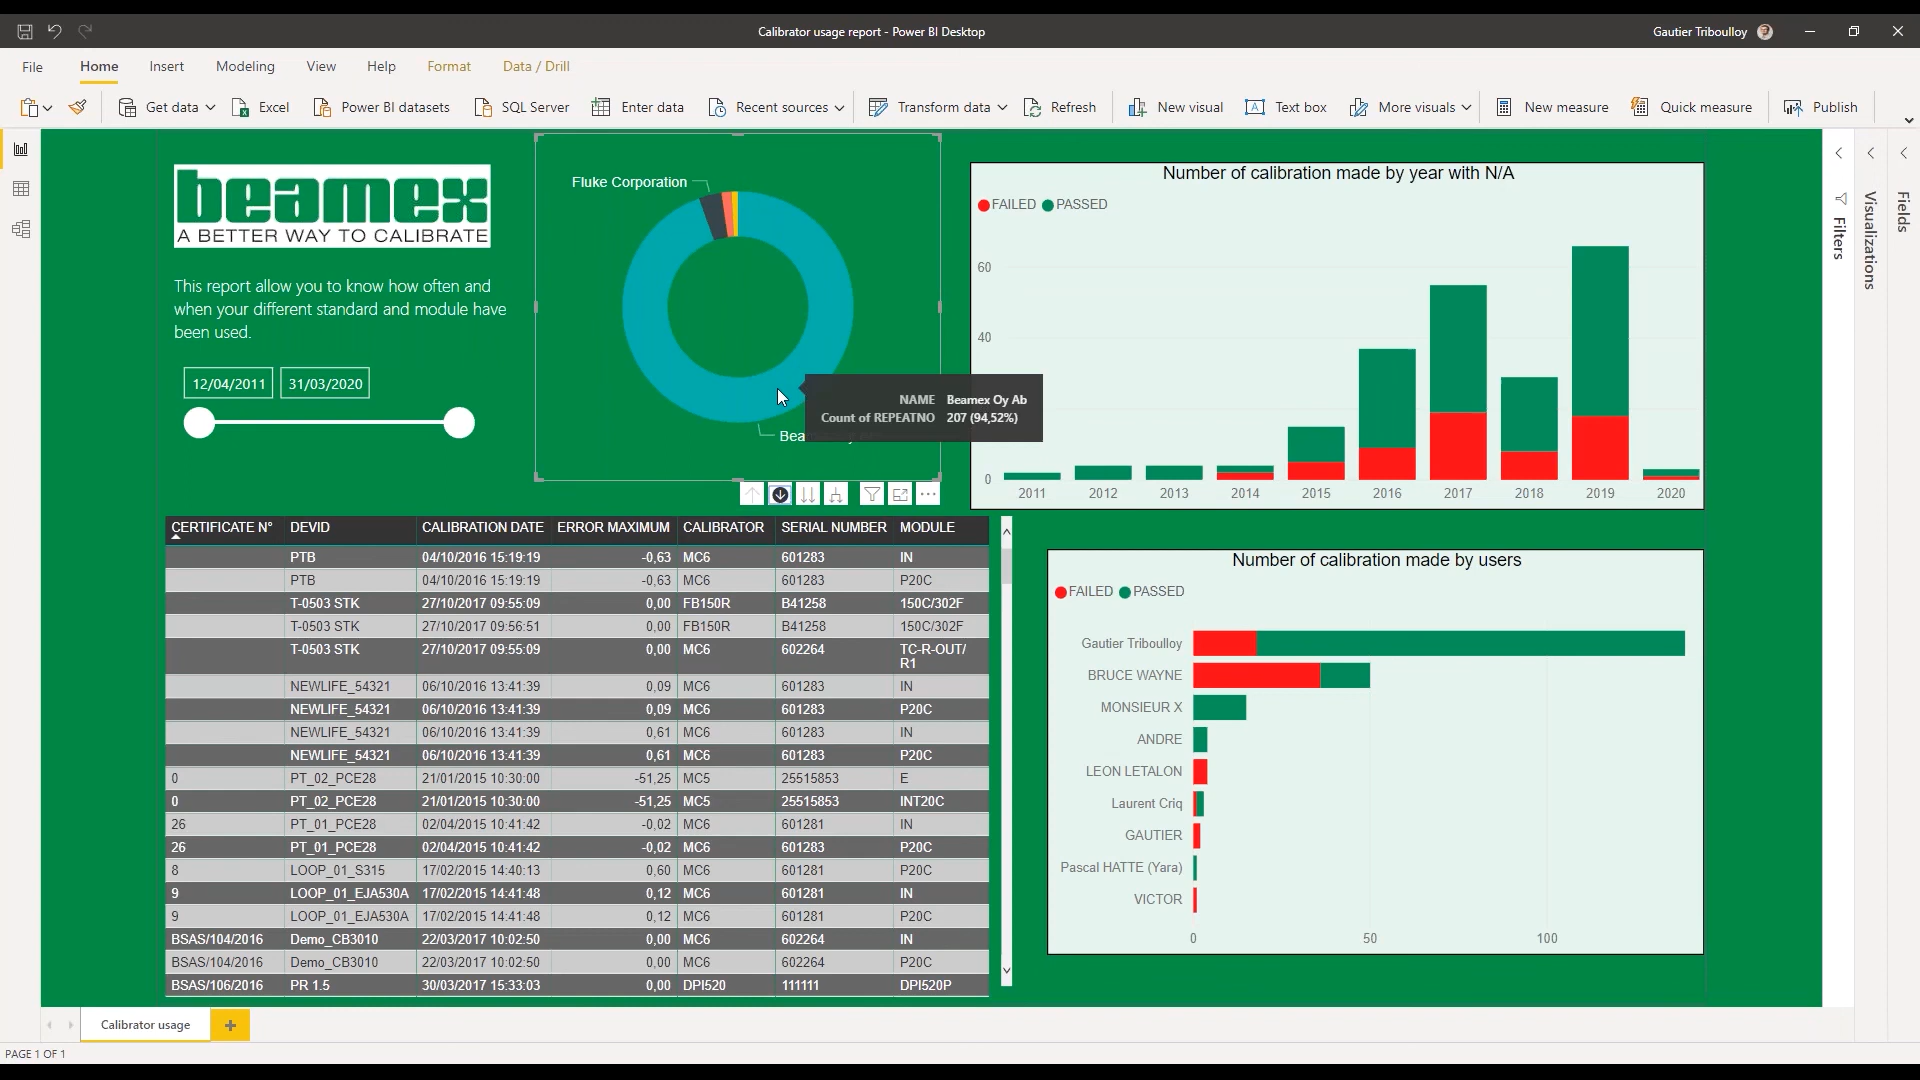 Calibrator usage report - Power BI Desktop
Gautier Triboulloy
File Home Insert Modeling View Help Format Data / Drill
Get data Excel Power BI datasets SQL Server Enter data Recent sources Transform data Refresh New visual Text box More visuals New measure Quick measure Publish
beamex
A BETTER WAY TO CALIBRATE
This report allow you to know how often and
when your different standard and module have
been used.
12/04/2011 31/03/2020
Fluke Corporation
NAME Beamex Oy Ab
Count of REPEATNO 207 (94,52%)
Number of calibration made by year with N/A
FAILED PASSED
60
40
0
2011 2012 2013 2014 2015 2016 2017 2018 2019 2020
Filters
Visualizations
Fields
CERTIFICATE N° DEVID CALIBRATION DATE ERROR MAXIMUM CALIBRATOR SERIAL NUMBER MODULE
PTB 04/10/2016 15:19:19 -0,63 MC6 601283 IN
PTB 04/10/2016 15:19:19 -0,63 MC6 601283 P20C
T-0503 STK 27/10/2017 09:55:09 0,00 FB150R B41258 150C/302F
T-0503 STK 27/10/2017 09:56:51 0,00 FB150R B41258 150C/302F
T-0503 STK 27/10/2017 09:55:09 0,00 MC6 602264 TC-R-OUT/
R1
NEWLIFE_54321 06/10/2016 13:41:39 0,09 MC6 601283 IN
NEWLIFE_54321 06/10/2016 13:41:39 0,09 MC6 601283 P20C
NEWLIFE_54321 06/10/2016 13:41:39 0,61 MC6 601283 IN
NEWLIFE_54321 06/10/2016 13:41:39 0,61 MC6 601283 P20C
0 PT_02_PCE28 21/01/2015 10:30:00 -51,25 MC5 25515853 E
0 PT_02_PCE28 21/01/2015 10:30:00 -51,25 MC5 25515853 INT20C
26 PT_01_PCE28 02/04/2015 10:41:42 -0,02 MC6 601281 IN
26 PT_01_PCE28 02/04/2015 10:41:42 -0,02 MC6 601283 P20C
8 LOOP_01_S315 17/02/2015 14:40:13 0,60 MC6 601281 P20C
9 LOOP_01_EJA530A 17/02/2015 14:41:48 0,12 MC6 601281 IN
9 LOOP_01_EJA530A 17/02/2015 14:41:48 0,12 MC6 601281 P20C
BSAS/104/2016 Demo_CB3010 22/03/2017 10:02:50 0,00 MC6 602264 IN
BSAS/104/2016 Demo_CB3010 22/03/2017 10:02:50 0,00 MC6 602264 P20C
BSAS/106/2016 PR 1.5 30/03/2017 15:33:03 0,00 DPI520 111111 DPI520P
Number of calibration made by users
FAILED PASSED
Gautier Triboulloy
BRUCE WAYNE
MONSIEUR X
ANDRE
LEON LETALON
Laurent Criq
GAUTIER
Pascal HATTE (Yara)
VICTOR
0 50 100
Calibrator usage
PAGE 1 OF 1